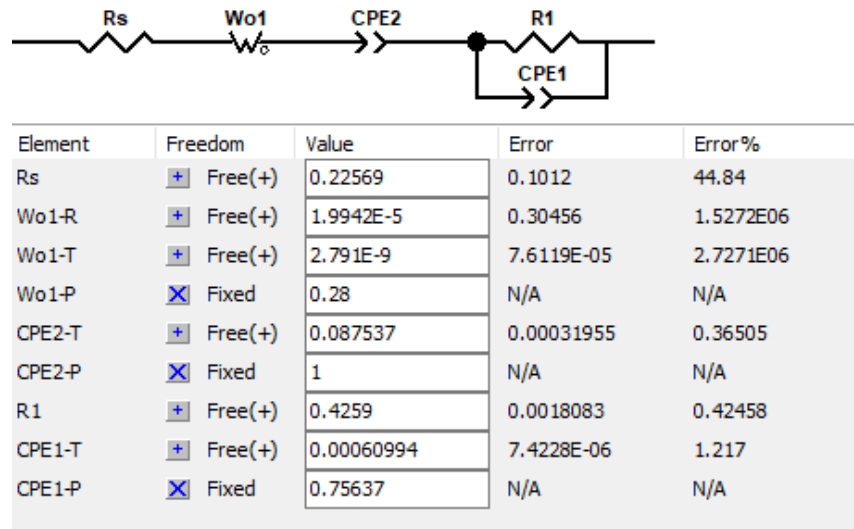 Rs Wo1 CPE2 R1
CPE1
Element Freedom Value Error Error%
Rs + Free(+) 0.22569 0.1012 44.84
Wo1-R + Free(+) 1.9942E-5 0.30456 1.5272E06
Wo1-T + Free(+) 2.791E-9 7.6119E-05 2.7271E06
Wo1-P X Fixed 0.28 N/A N/A
CPE2-T + Free(+) 0.087537 0.00031955 0.36505
CPE2-P X Fixed 1 N/A N/A
R1 + Free(+) 0.4259 0.0018083 0.42458
CPE1-T + Free(+) 0.00060994 7.4228E-06 1.217
CPE1-P X Fixed 0.75637 N/A N/A